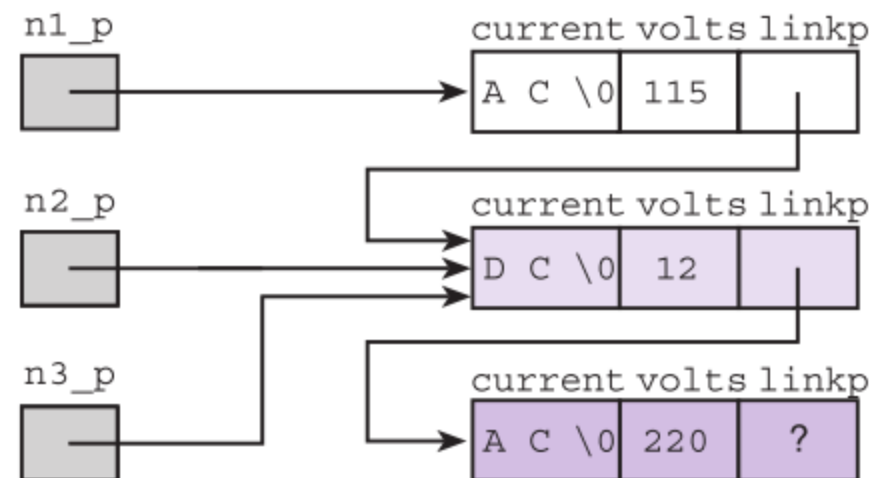 n1_p
current volts linkp
A C \0 115
n2_p
current volts linkp
D C \0 12
n3_p
current volts linkp
A C \0 220 ?